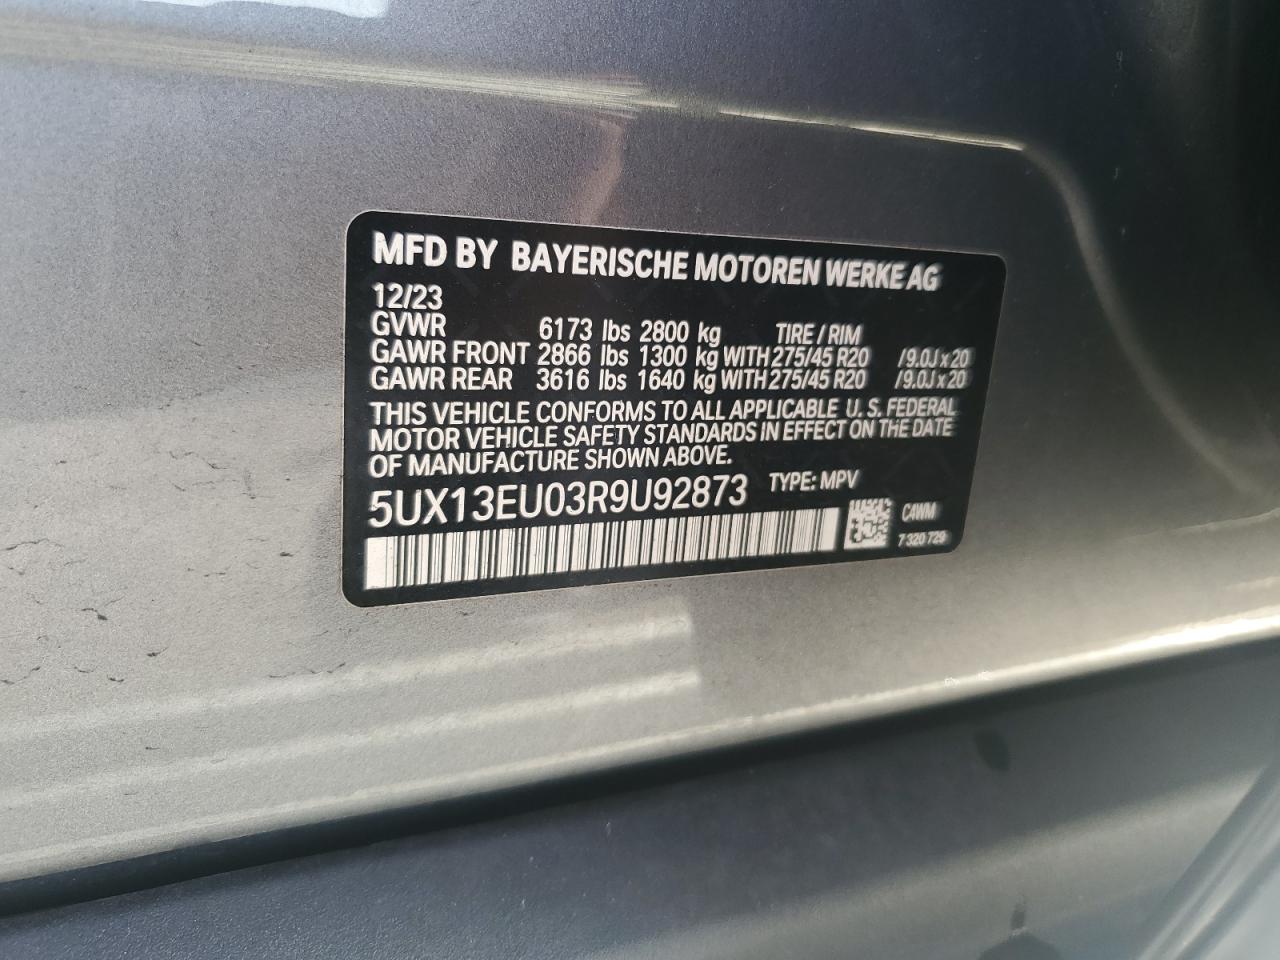 MFD BY BAYERISCHE MOTOREN WERKE AG
12/23
GVWR 6173 lbs 2800 kg TIRE / RIM
GAWR FRONT 2866 lbs 1300 kg WITH 275/45 R20 /9.0J x 20
GAWR REAR 3616 lbs 1640 kg WITH 275/45 R20 /9.0J x 20
THIS VEHICLE CONFORMS TO ALL APPLICABLE U. S. FEDERAL
MOTOR VEHICLE SAFETY STANDARDS IN EFFECT ON THE DATE
OF MANUFACTURE SHOWN ABOVE.
5UX13EU03R9U92873 TYPE: MPV
C4WM
7 320 729